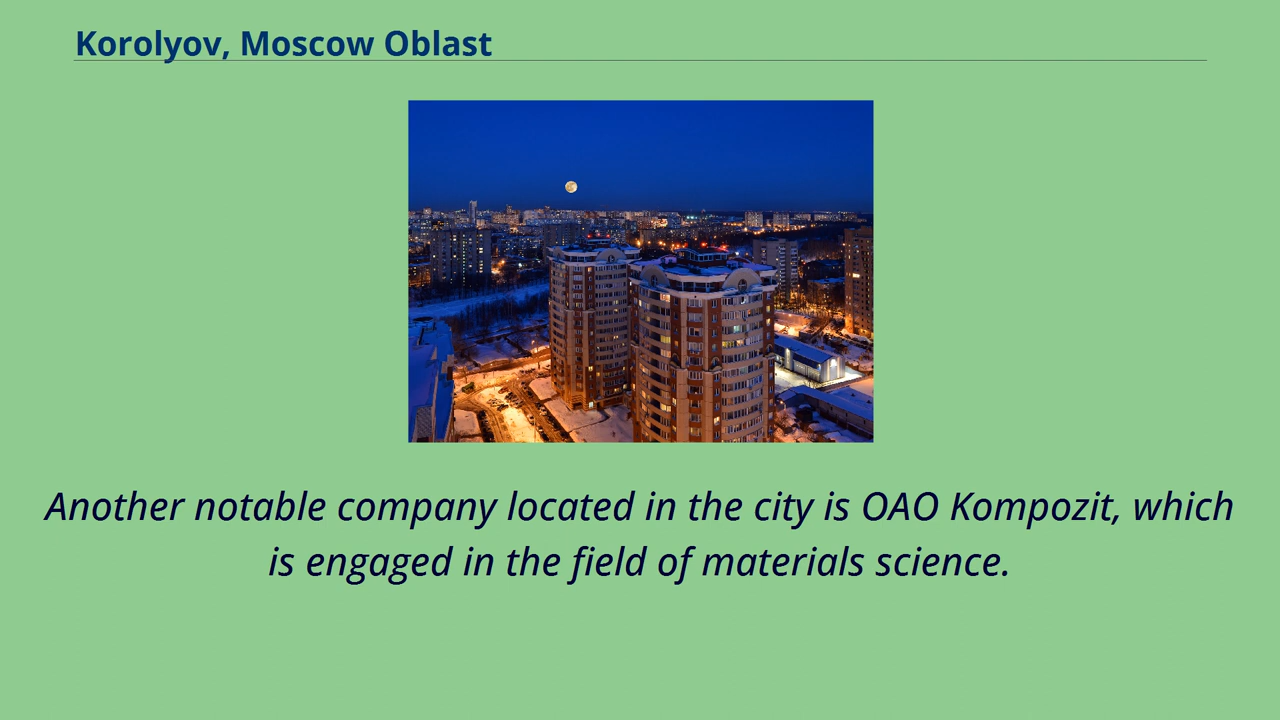 Korolyov, Moscow Oblast
Another notable company located in the city is OAO Kompozit, which
is engaged in the field of materials science.